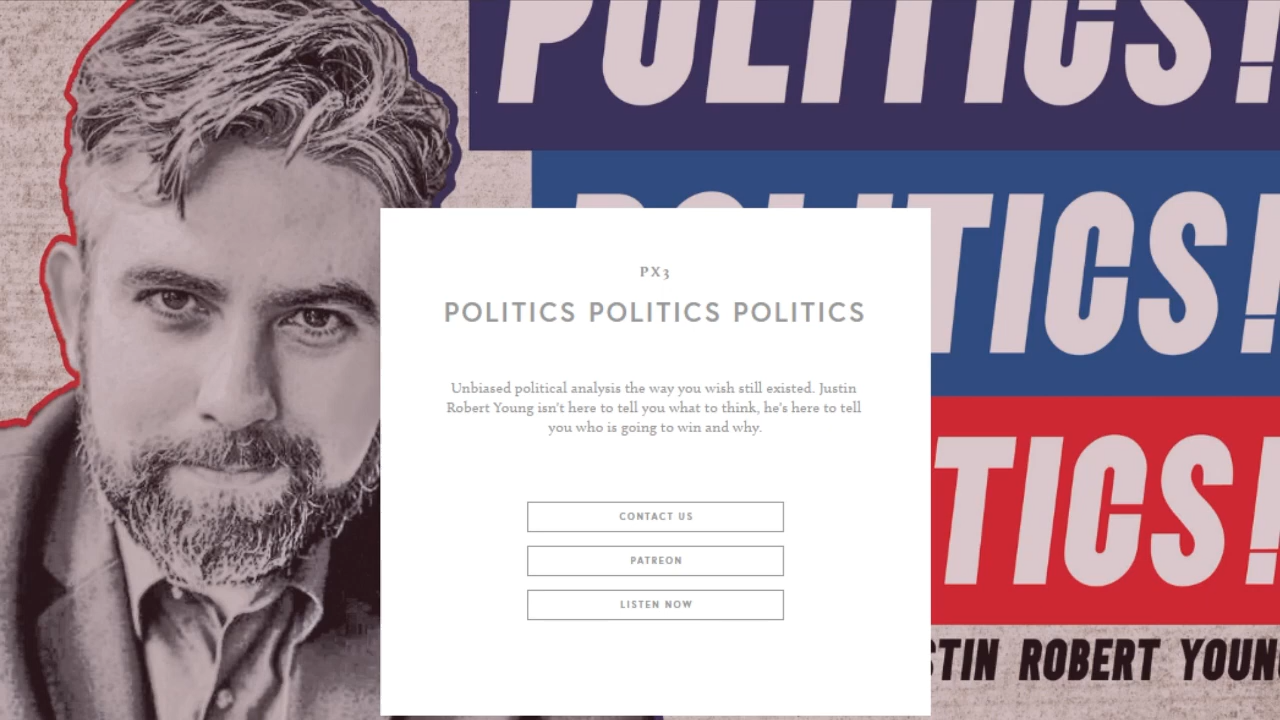 POLITICS!
POLITICS!
TICS!
STIN ROBERT YOUN
PX3
POLITICS POLITICS POLITICS
Unbiased political analysis the way you wish still existed. Justin
Robert Young isn't here to tell you what to think, he's here to tell
you who is going to win and why.
CONTACT US
PATREON
LISTEN NOW